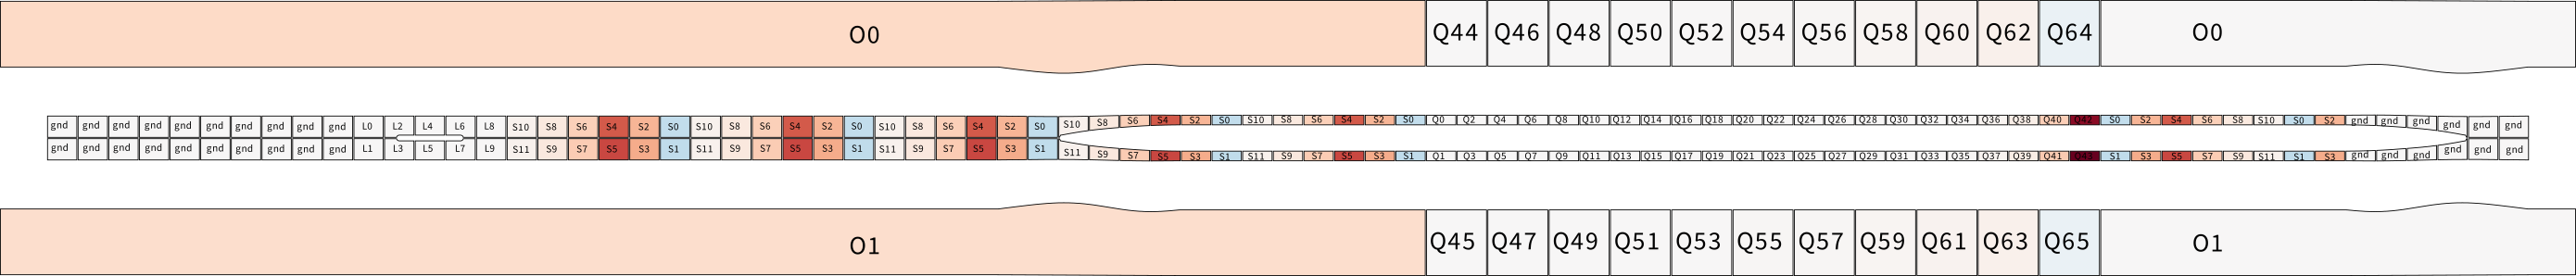 O0 Q44 Q46 Q48 Q50 Q52 Q54 Q56 Q58 Q60 Q62 Q64 O0
gnd gnd gnd gnd gnd gnd gnd gnd gnd gnd L0 L2 L4 L6 L8 S10 S8 S6 S4 S2 S0 S10 S8 S6 S4 S2 S0 S10 S8 S6 S4 S2 S0 S10 S8 S6 S4 S2 S0 S10 S8 S6 S4 S2 S0 Q0 Q2 Q4 Q6 Q8 Q10 Q12 Q14 Q16 Q18 Q20 Q22 Q24 Q26 Q28 Q30 Q32 Q34 Q36 Q38 Q40 Q42 S0 S2 S4 S6 S8 S10 S0 S2 gnd gnd gnd gnd gnd gnd
gnd gnd gnd gnd gnd gnd gnd gnd gnd gnd L1 L3 L5 L7 L9 S11 S9 S7 S5 S3 S1 S11 S9 S7 S5 S3 S1 S11 S9 S7 S5 S3 S1 S11 S9 S7 S5 S3 S1 S11 S9 S7 S5 S3 S1 Q1 Q3 Q5 Q7 Q9 Q11 Q13 Q15 Q17 Q19 Q21 Q23 Q25 Q27 Q29 Q31 Q33 Q35 Q37 Q39 Q41 Q43 S1 S3 S5 S7 S9 S11 S1 S3 gnd gnd gnd gnd gnd gnd
O1 Q45 Q47 Q49 Q51 Q53 Q55 Q57 Q59 Q61 Q63 Q65 O1